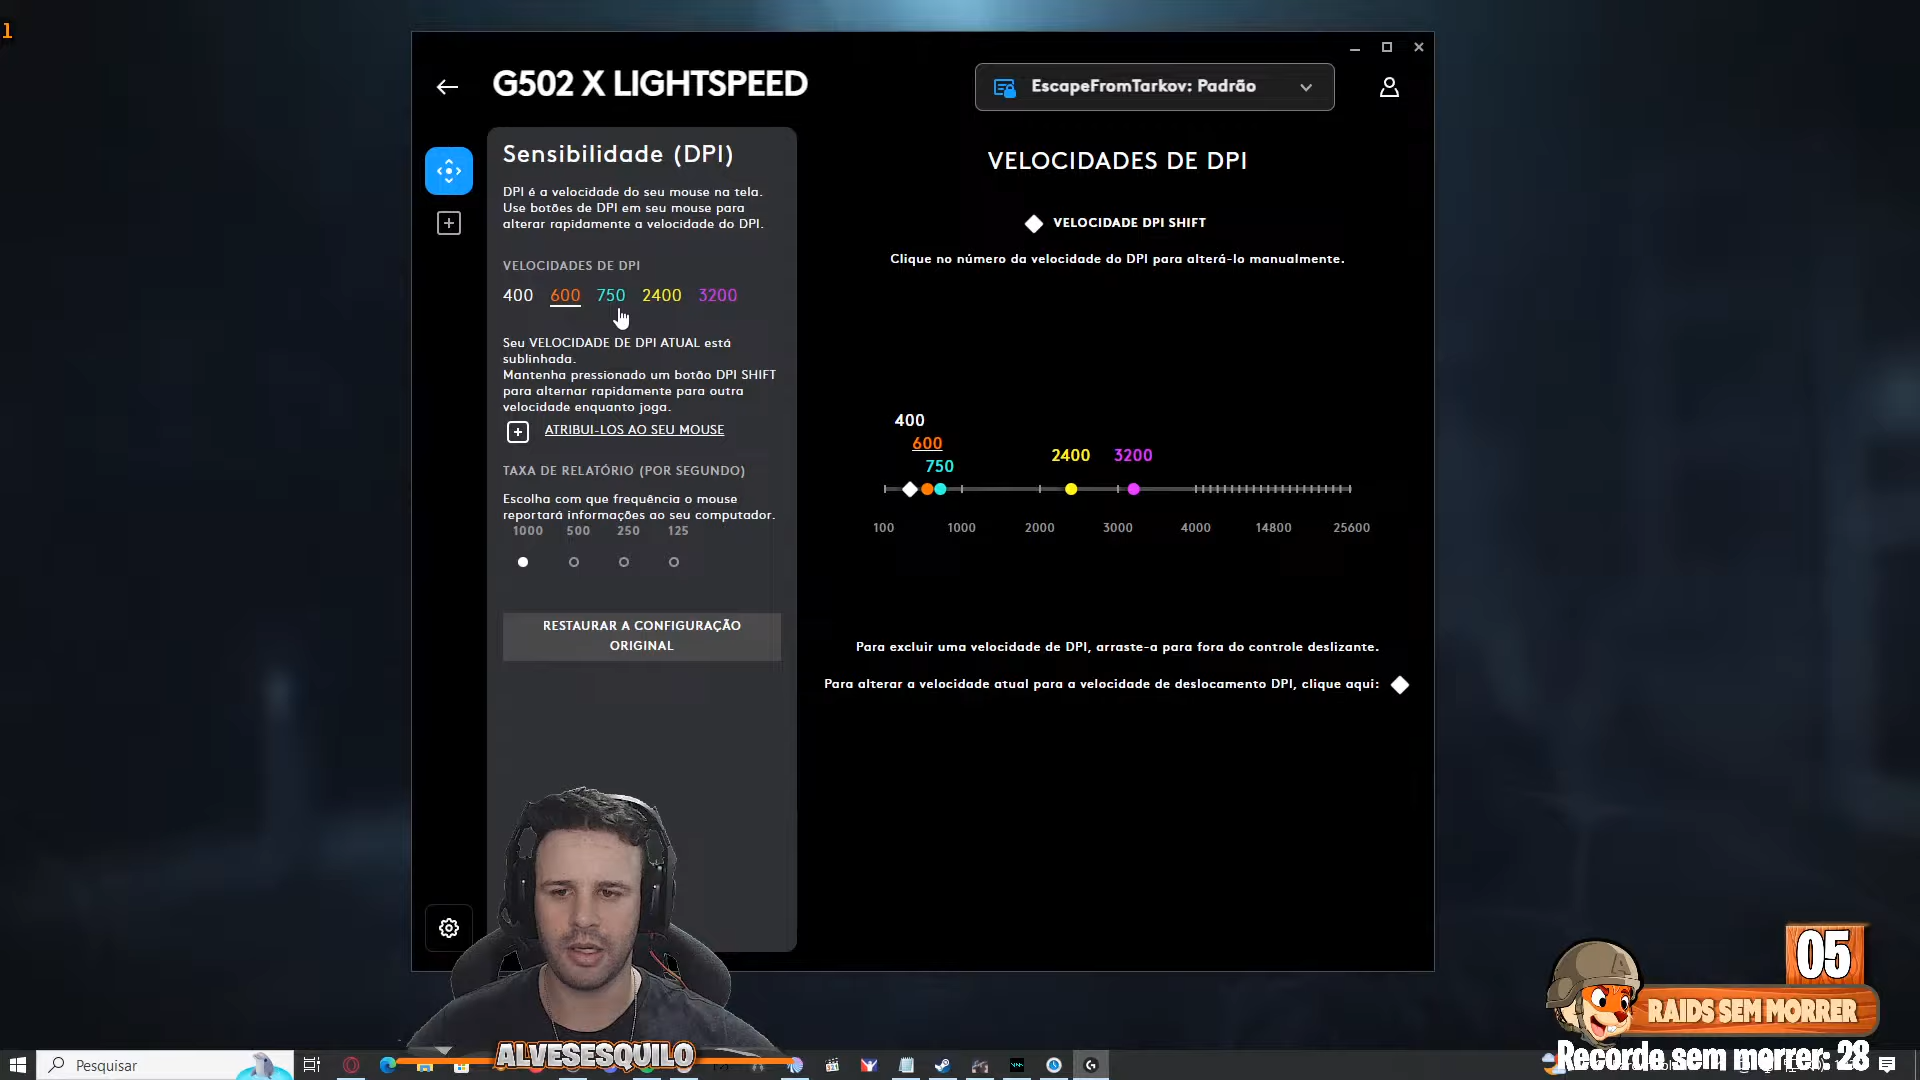 1
G502 X LIGHTSPEED
EscapeFromTarkov: Padrão
Sensibilidade (DPI)
DPI é a velocidade do seu mouse na tela.
Use botões de DPI em seu mouse para
alterar rapidamente a velocidade do DPI.
VELOCIDADES DE DPI
400 600 750 2400 3200
Seu VELOCIDADE DE DPI ATUAL está
sublinhada.
Mantenha pressionado um botão DPI SHIFT
para alternar rapidamente para outra
velocidade enquanto joga.
ATRIBUI-LOS AO SEU MOUSE
TAXA DE RELATÓRIO (POR SEGUNDO)
Escolha com que frequência o mouse
reportará informações ao seu computador.
1000 500 250 125
RESTAURAR A CONFIGURAÇÃO
ORIGINAL
VELOCIDADES DE DPI
VELOCIDADE DPI SHIFT
Clique no número da velocidade do DPI para alterá-lo manualmente.
400
600
750
2400 3200
100 1000 2000 3000 4000 14800 25600
Para excluir uma velocidade de DPI, arraste-a para fora do controle deslizante.
Para alterar a velocidade atual para a velocidade de deslocamento DPI, clique aqui:
05
RAIDS SEM MORRER
Recorde sem morrer: 28
ALVESESQUILO
Pesquisar